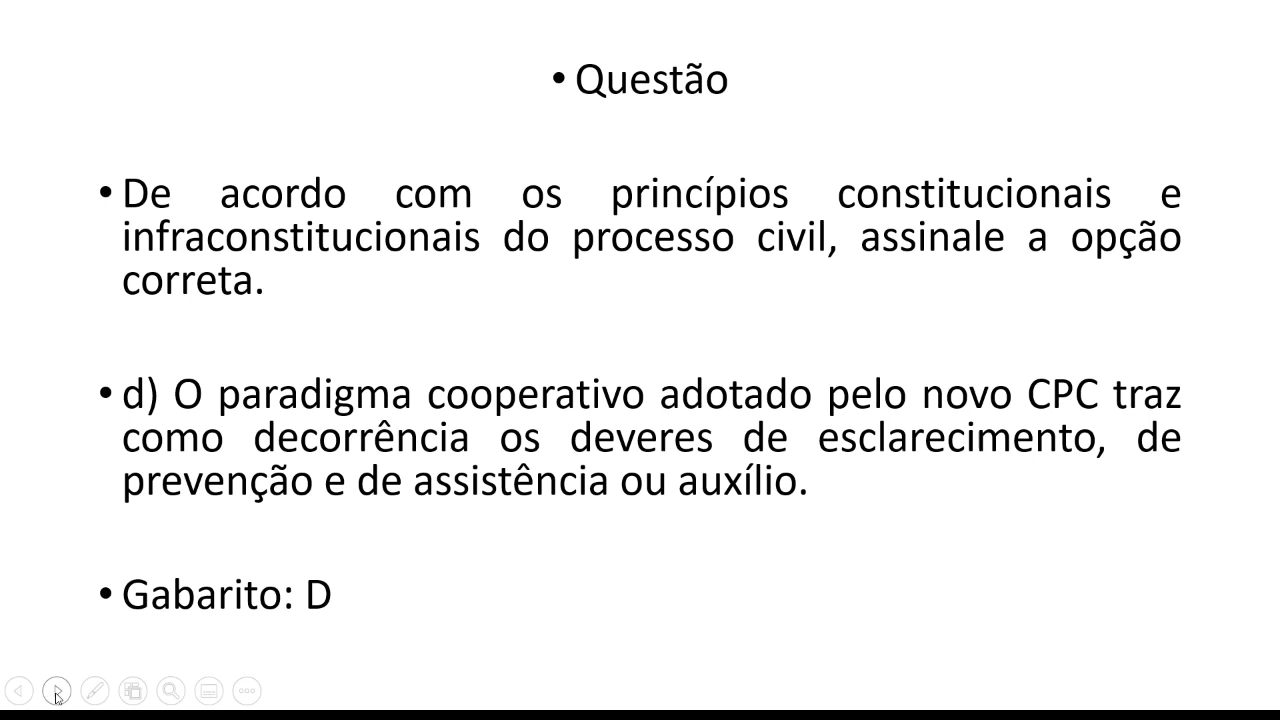 • Questão
• De acordo com os princípios constitucionais e
infraconstitucionais do processo civil, assinale a opção
correta.
• d) O paradigma cooperativo adotado pelo novo CPC traz
como decorrência os deveres de esclarecimento, de
prevenção e de assistência ou auxílio.
• Gabarito: D